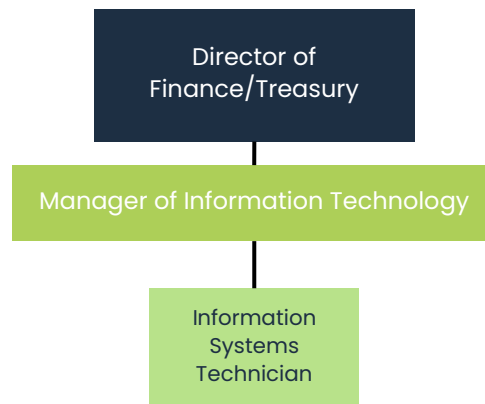 Director of
Finance/Treasury
Manager of Information Technology
Information
Systems
Technician